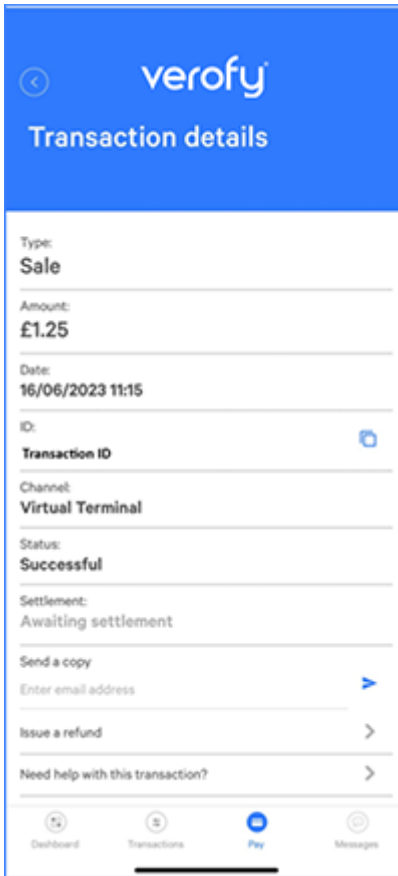 verofy
Transaction details
Type:
Sale
Amount:
£1.25
Date:
16/06/2023 11:15
ID:
Transaction ID
Channel:
Virtual Terminal
Status:
Successful
Settlement:
Awaiting settlement
Send a copy
Enter email address
Issue a refund
Need help with this transaction?
Dashboard Transactions Pay Messages